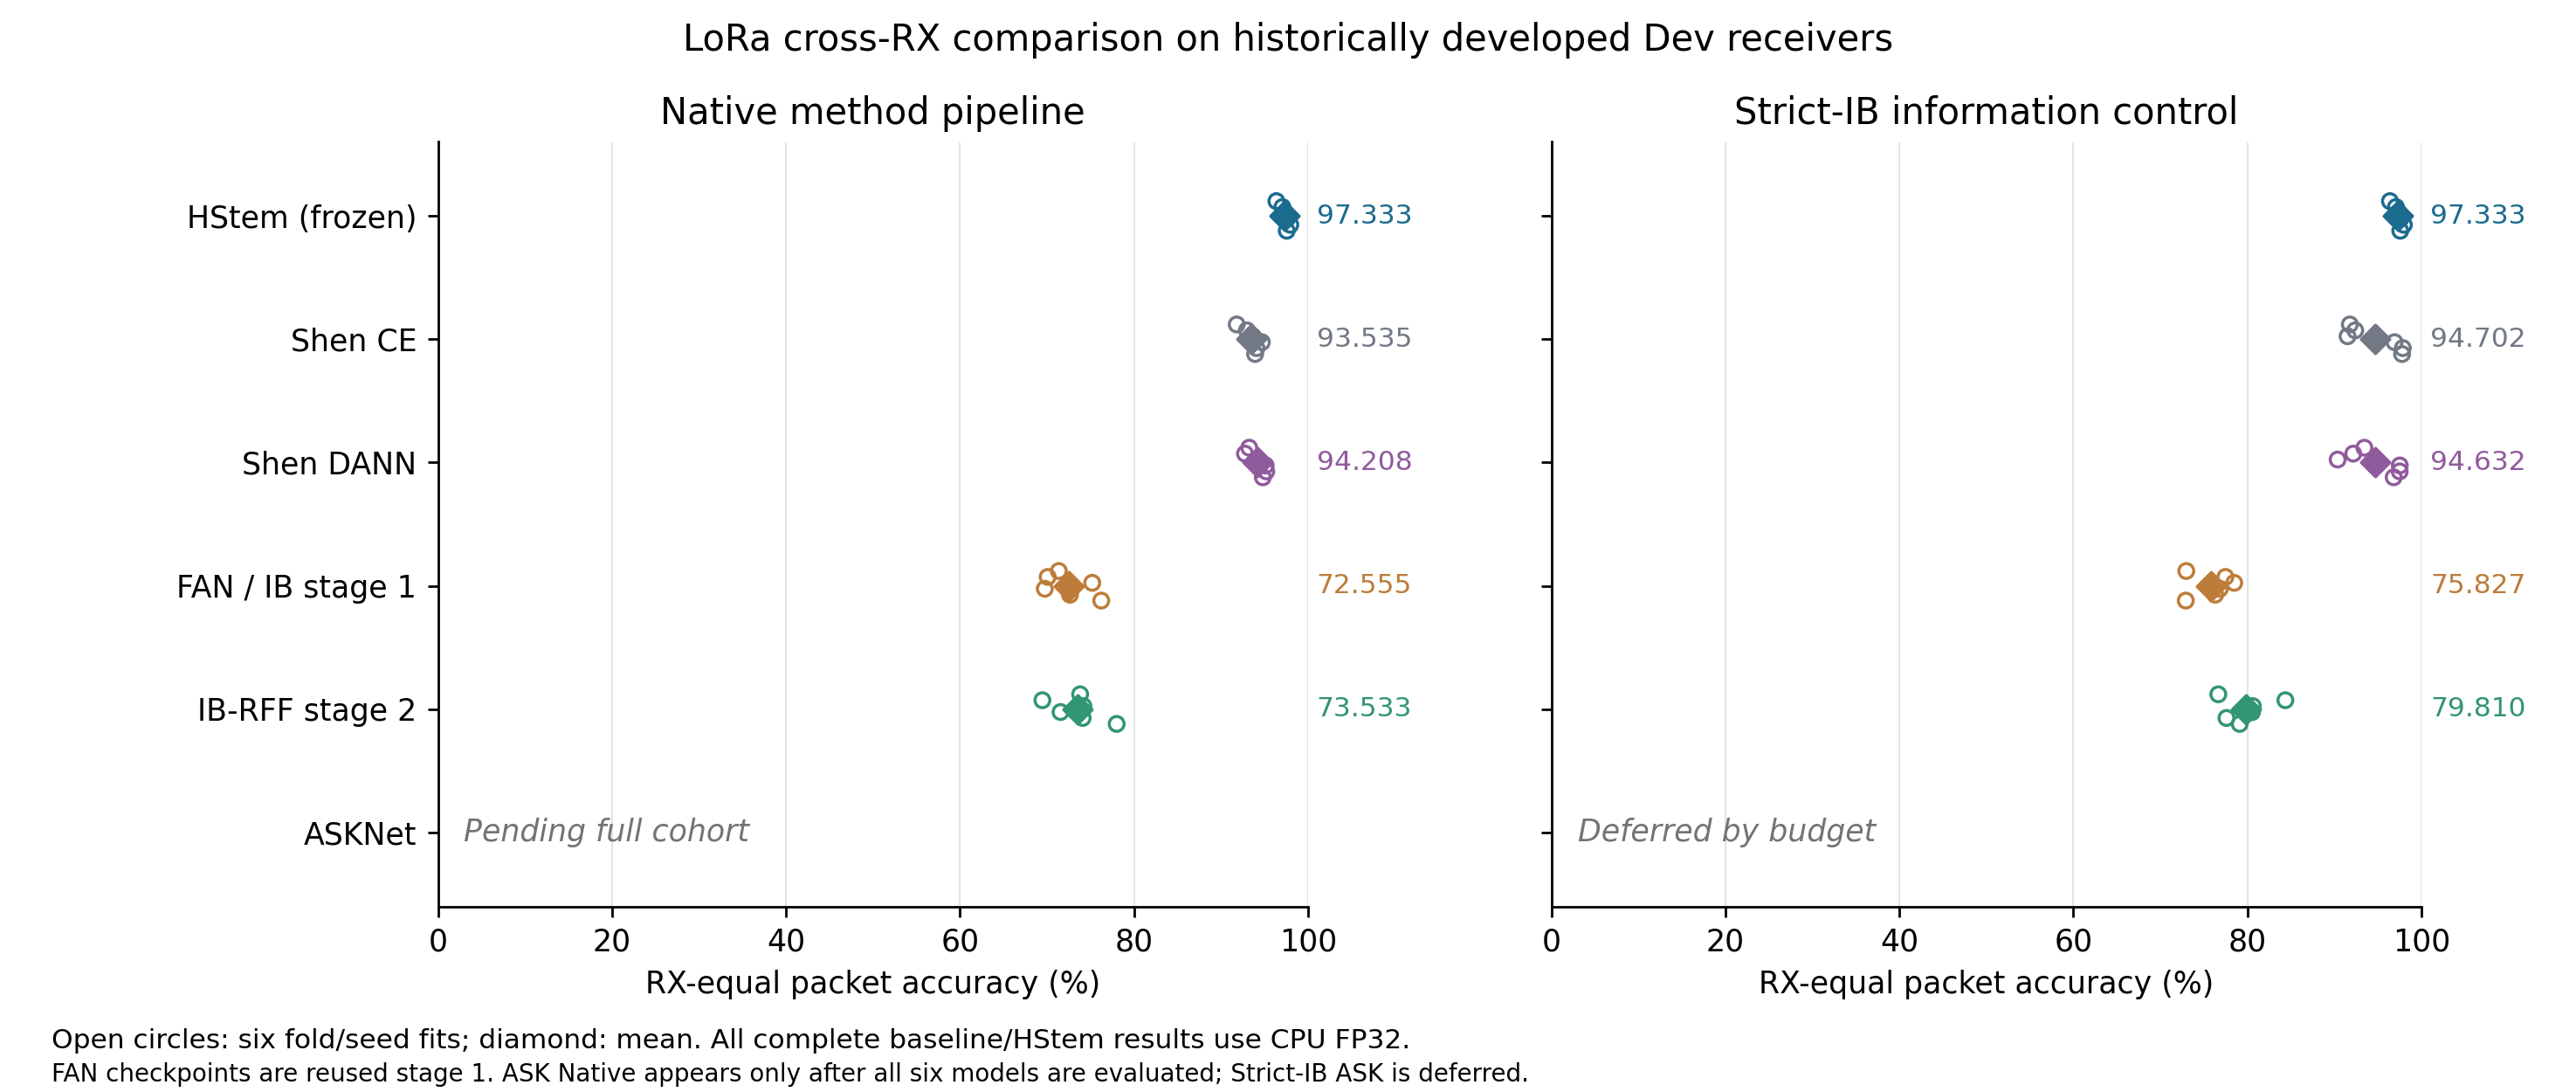 LoRa cross-RX comparison on historically developed Dev receivers
Native method pipeline
HStem (frozen)
97.333
Shen CE
93.535
Shen DANN
94.208
FAN / IB stage 1
72.555
IB-RFF stage 2
73.533
ASKNet
Pending full cohort
0 20 40 60 80 100
RX-equal packet accuracy (%)
Strict-IB information control
97.333
94.702
94.632
75.827
79.810
Deferred by budget
0 20 40 60 80 100
RX-equal packet accuracy (%)
Open circles: six fold/seed fits; diamond: mean. All complete baseline/HStem results use CPU FP32.
FAN checkpoints are reused stage 1. ASK Native appears only after all six models are evaluated; Strict-IB ASK is deferred.